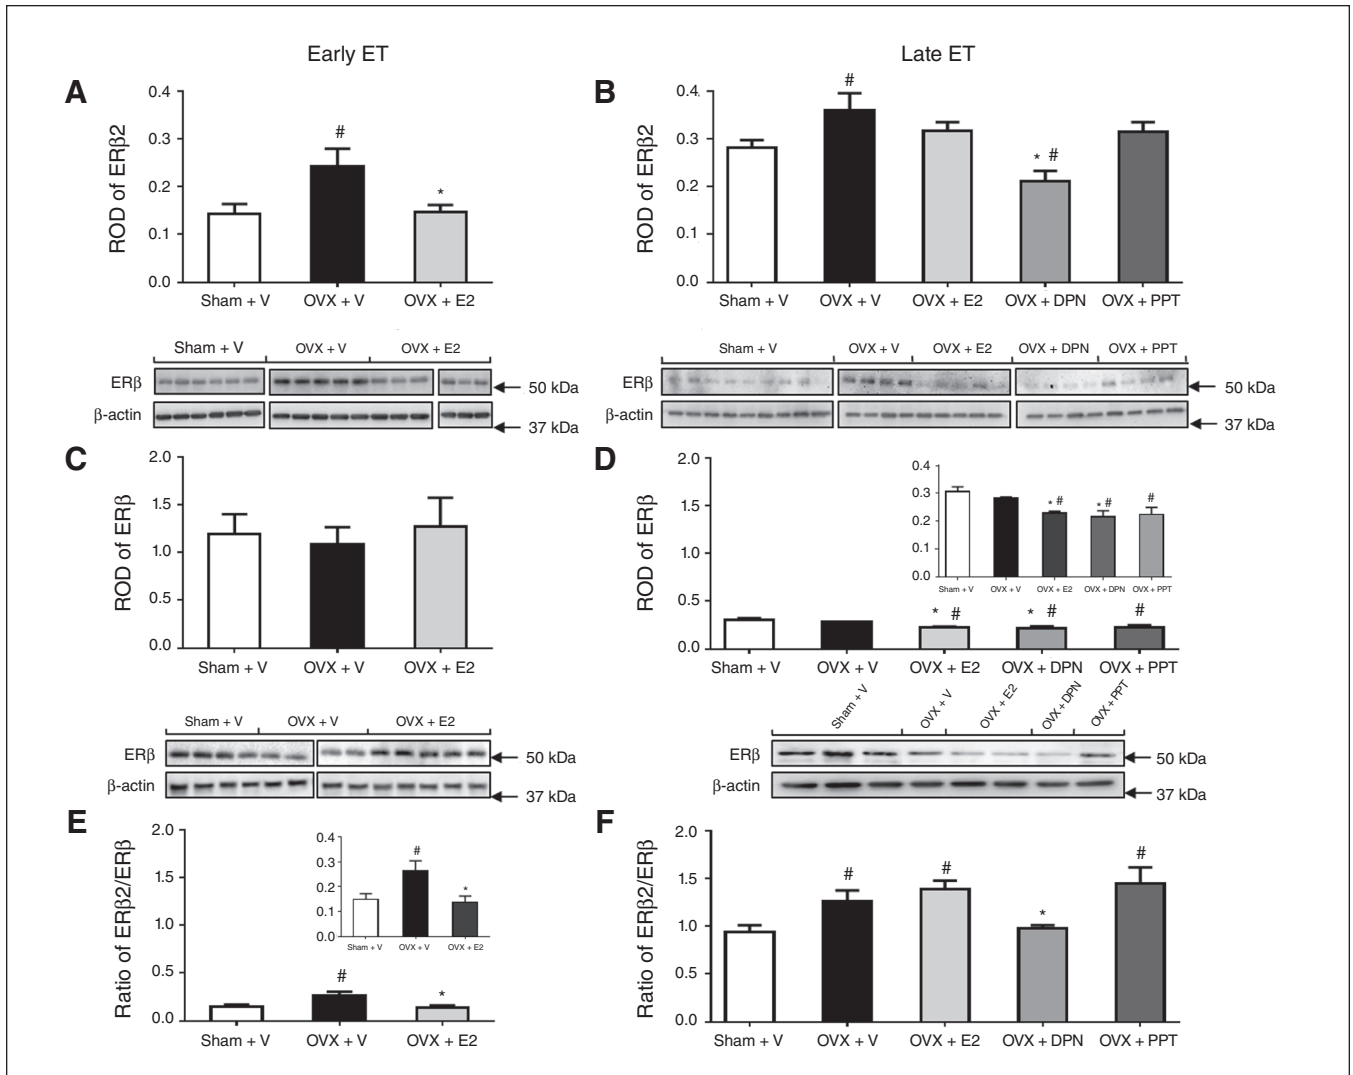 Early ET
Late ET
A
ROD of ERβ2
0.4
0.3
0.2
0.1
0.0
#
*
Sham + V
OVX + V
OVX + E2
Sham + V
OVX + V
OVX + E2
ERβ
50 kDa
β-actin
37 kDa
B
ROD of ERβ2
0.4
0.3
0.2
0.1
0.0
#
* #
Sham + V
OVX + V
OVX + E2
OVX + DPN
OVX + PPT
Sham + V
OVX + V
OVX + E2
OVX + DPN
OVX + PPT
ERβ
50 kDa
β-actin
37 kDa
C
ROD of ERβ
2.0
1.5
1.0
0.5
0.0
Sham + V
OVX + V
OVX + E2
Sham + V
OVX + V
OVX + E2
ERβ
50 kDa
β-actin
37 kDa
D
ROD of ERβ
2.0
1.5
1.0
0.5
0.0
0.4
0.3
0.2
0.1
0.0
* #
* #
#
Sham + V
OVX + V
OVX + E2
OVX + DPN
OVX + PPT
* #
* #
#
Sham + V
OVX + V
OVX + E2
OVX + DPN
OVX + PPT
Sham + V
OVX + V
OVX + E2
OVX + DPN
OVX + PPT
ERβ
50 kDa
β-actin
37 kDa
E
Ratio of ERβ2/ERβ
2.0
1.5
1.0
0.5
0.0
0.4
0.3
0.2
0.1
0.0
#
*
Sham + V
OVX + V
OVX + E2
#
*
Sham + V
OVX + V
OVX + E2
F
Ratio of ERβ2/ERβ
2.0
1.5
1.0
0.5
0.0
#
#
*
#
Sham + V
OVX + V
OVX + E2
OVX + DPN
OVX + PPT